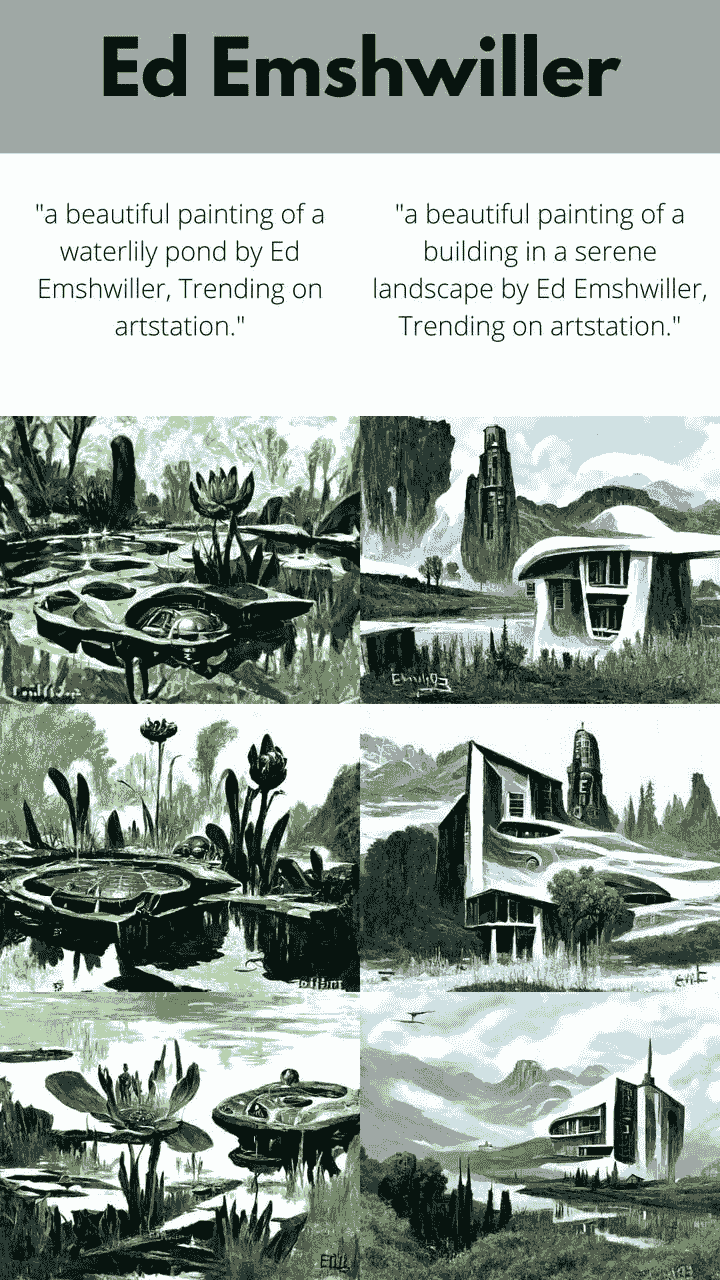 Ed Emshwiller
"a beautiful painting of a
waterlily pond by Ed
Emshwiller, Trending on
artstation."
"a beautiful painting of a
building in a serene
landscape by Ed Emshwiller,
Trending on artstation."